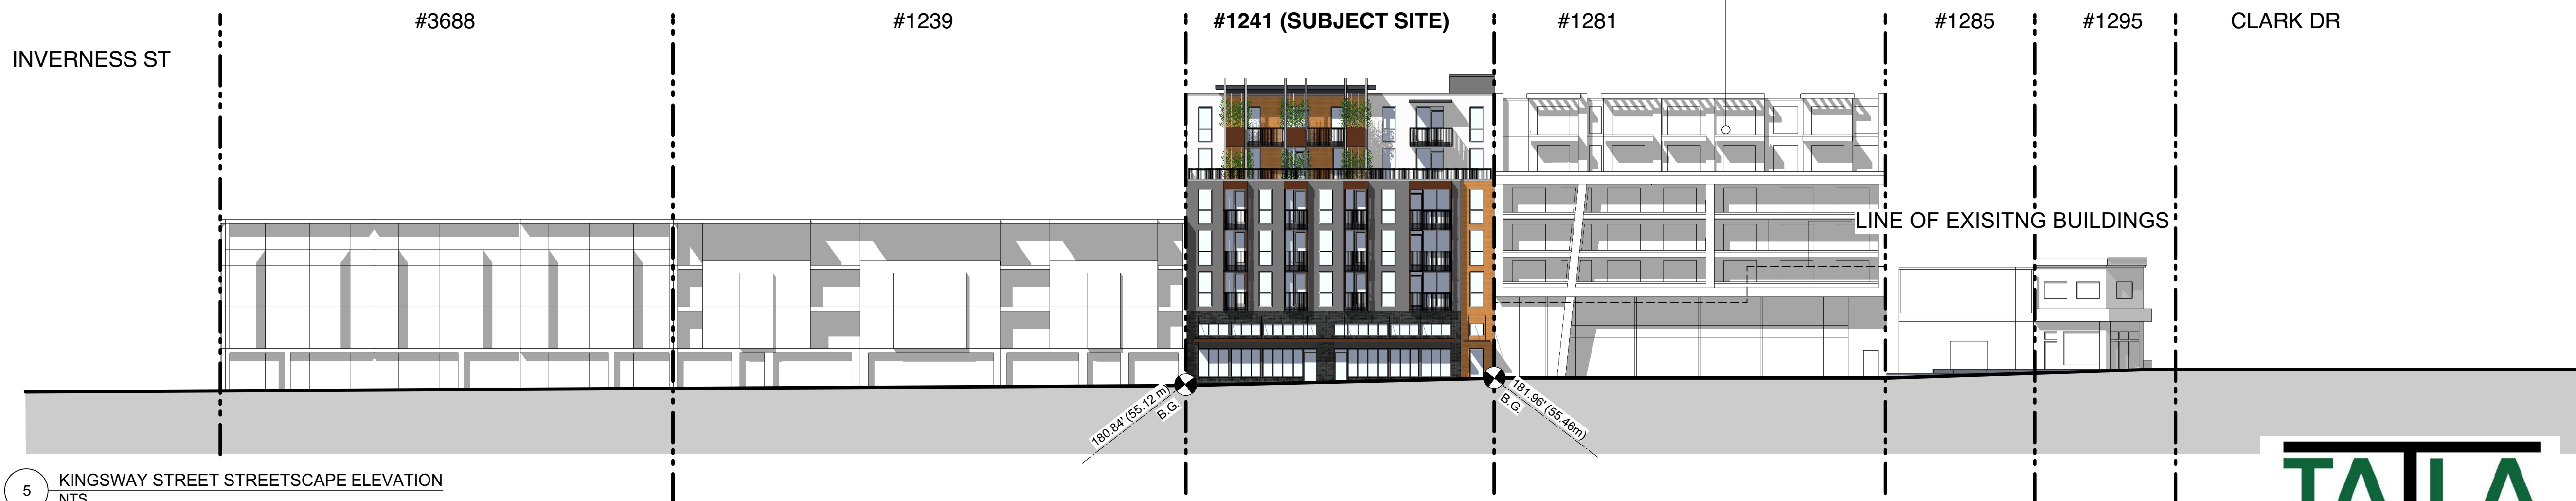 #3688
#1239
#1241 (SUBJECT SITE)
#1281
#1285
#1295
CLARK DR
INVERNESS ST
LINE OF EXISITNG BUILDINGS
180.84' (55.12 m)
B.G.
181.96' (55.46m)
B.G.
5
KINGSWAY STREET STREETSCAPE ELEVATION
NTS
TATLA